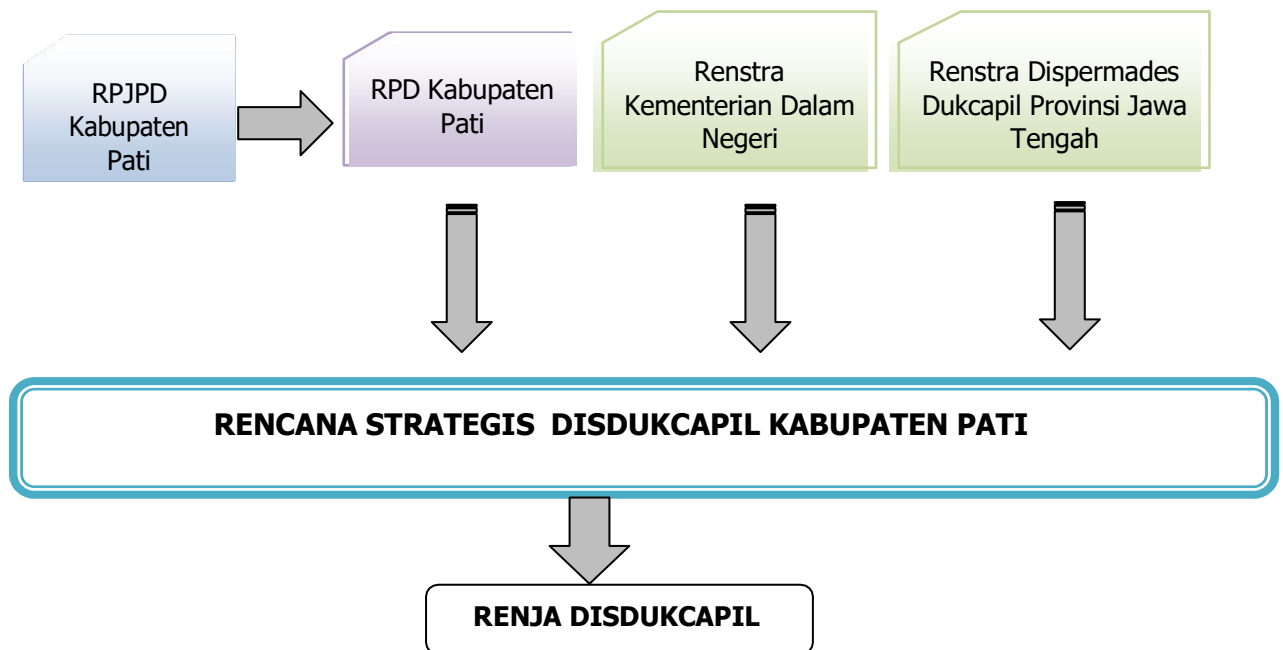 RPJPD
Kabupaten
Pati
RPD Kabupaten
Pati
Renstra
Kementerian Dalam
Negeri
Renstra Dispermades
Dukcapil Provinsi Jawa
Tengah
RENCANA STRATEGIS  DISDUKCAPIL KABUPATEN PATI
RENJA DISDUKCAPIL